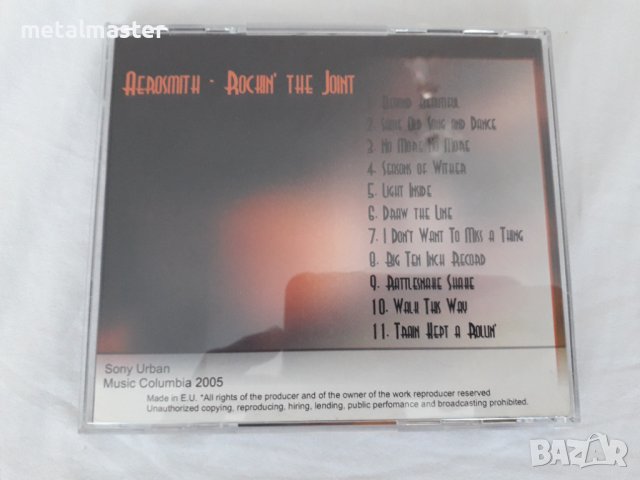 metalmaster
Aerosmith - Rockin' the Joint
1. Beyond Beautiful
2. Same Old Song and Dance
3. No More No More
4. Seasons of Wither
5. Light Inside
6. Draw the Line
7. I Don't Want To Miss a Thing
8. Big Ten Inch Record
9. Rattlesnake Shake
10. Walk This Way
11. Train Kept a Rollin'
Sony Urban
Music Columbia 2005
Made in E.U. "All rights of the producer and of the owner of the work reproducer reserved
Unauthorized copying, reproducing, hiring, lending, public perfomance and broadcasting prohibited.
BAZAR
bg